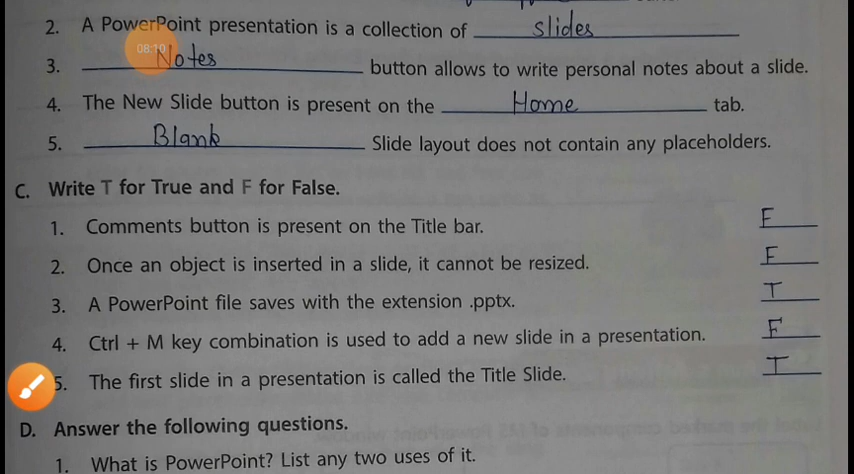 2. A PowerPoint presentation is a collection of slides
08:10
3. Notes button allows to write personal notes about a slide.
4. The New Slide button is present on the Home tab.
5. Blank Slide layout does not contain any placeholders.
C. Write T for True and F for False.
1. Comments button is present on the Title bar. F
2. Once an object is inserted in a slide, it cannot be resized. F
3. A PowerPoint file saves with the extension .pptx. T
4. Ctrl + M key combination is used to add a new slide in a presentation. F
5. The first slide in a presentation is called the Title Slide. T
D. Answer the following questions.
1. What is PowerPoint? List any two uses of it.